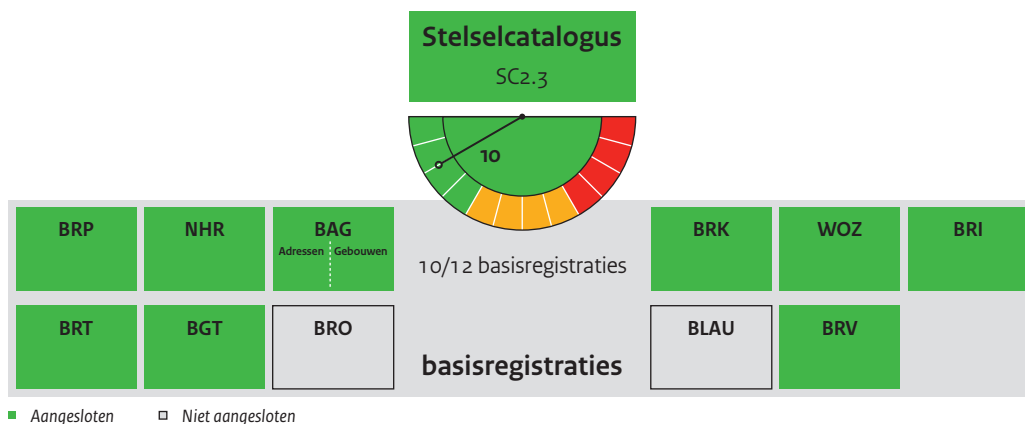 Stelselcatalogus
SC2.3
10
BRP
NHR
BAG
Adressen Gebouwen
10/12 basisregistraties
BRK
WOZ
BRI
BRT
BGT
BRO
basisregistraties
BLAU
BRV
Aangesloten
Niet aangesloten